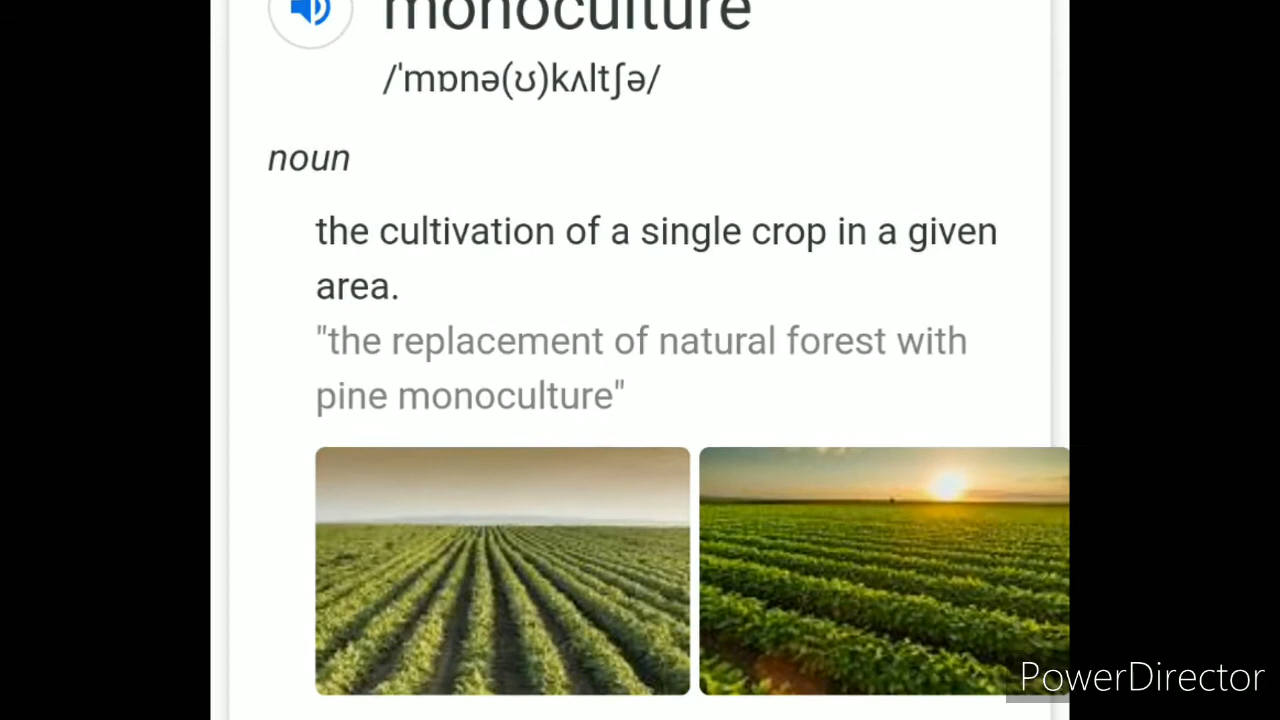 monoculture
/ˈmɒnə(ʊ)kʌltʃə/
noun
the cultivation of a single crop in a given
area.
"the replacement of natural forest with
pine monoculture"
PowerDirector